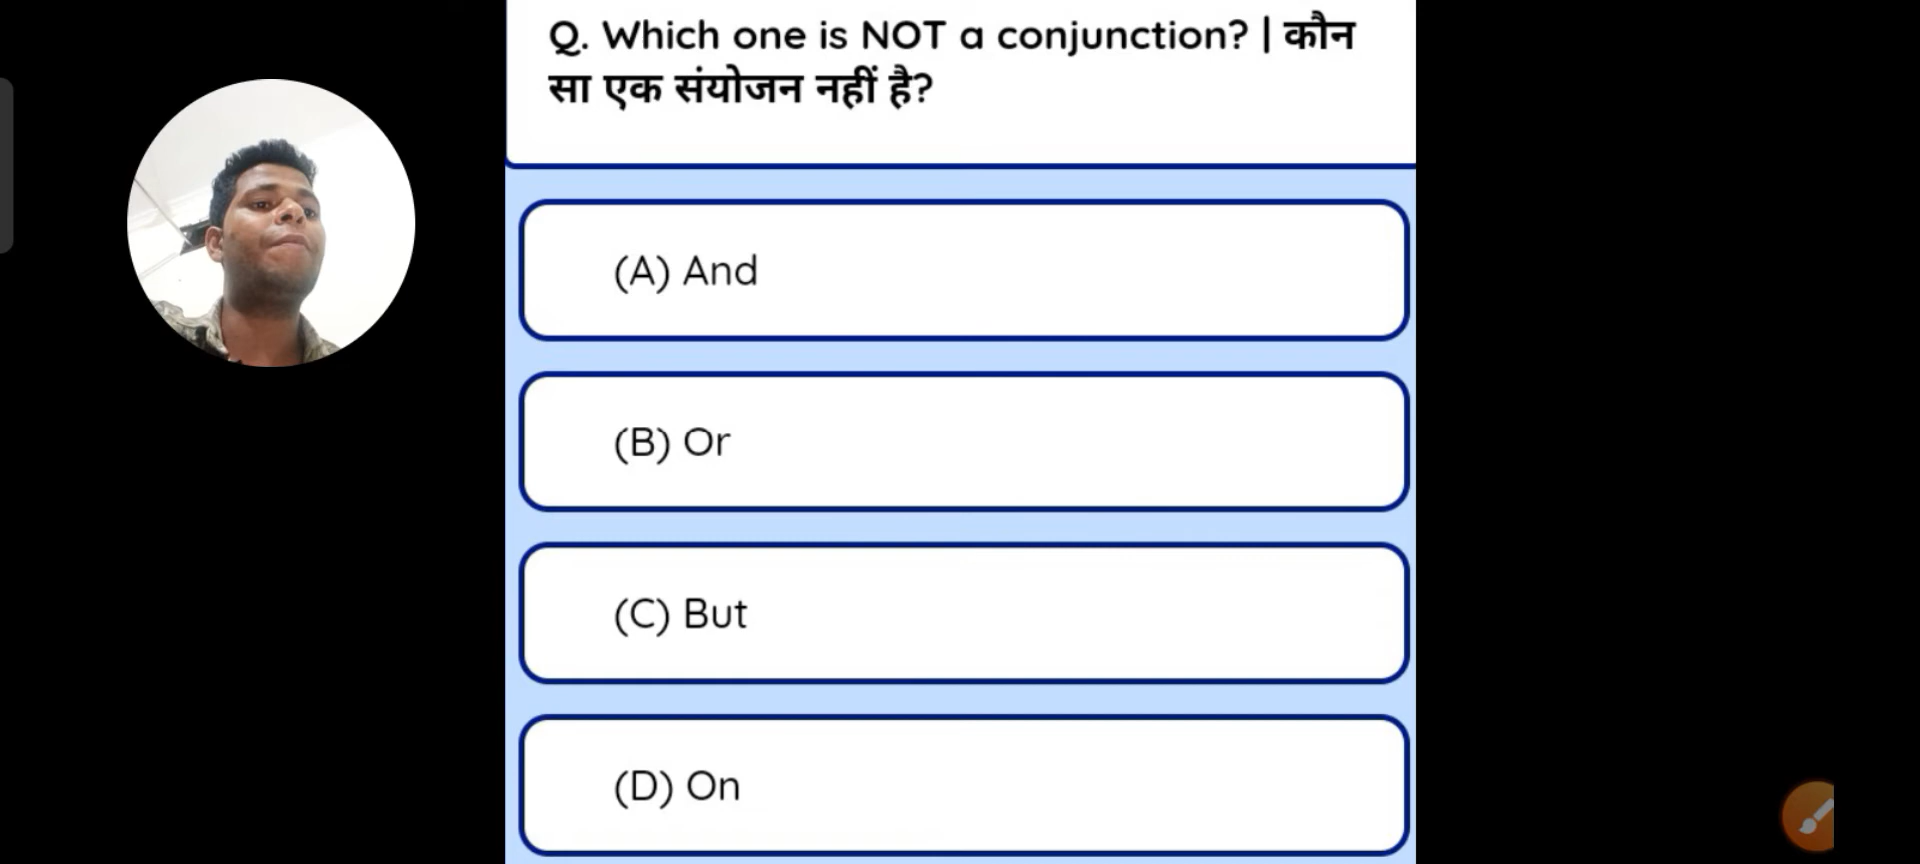 Q. Which one is NOT a conjunction? | कौन
सा एक संयोजन नहीं है?
(A) And
(B) Or
(C) But
(D) On